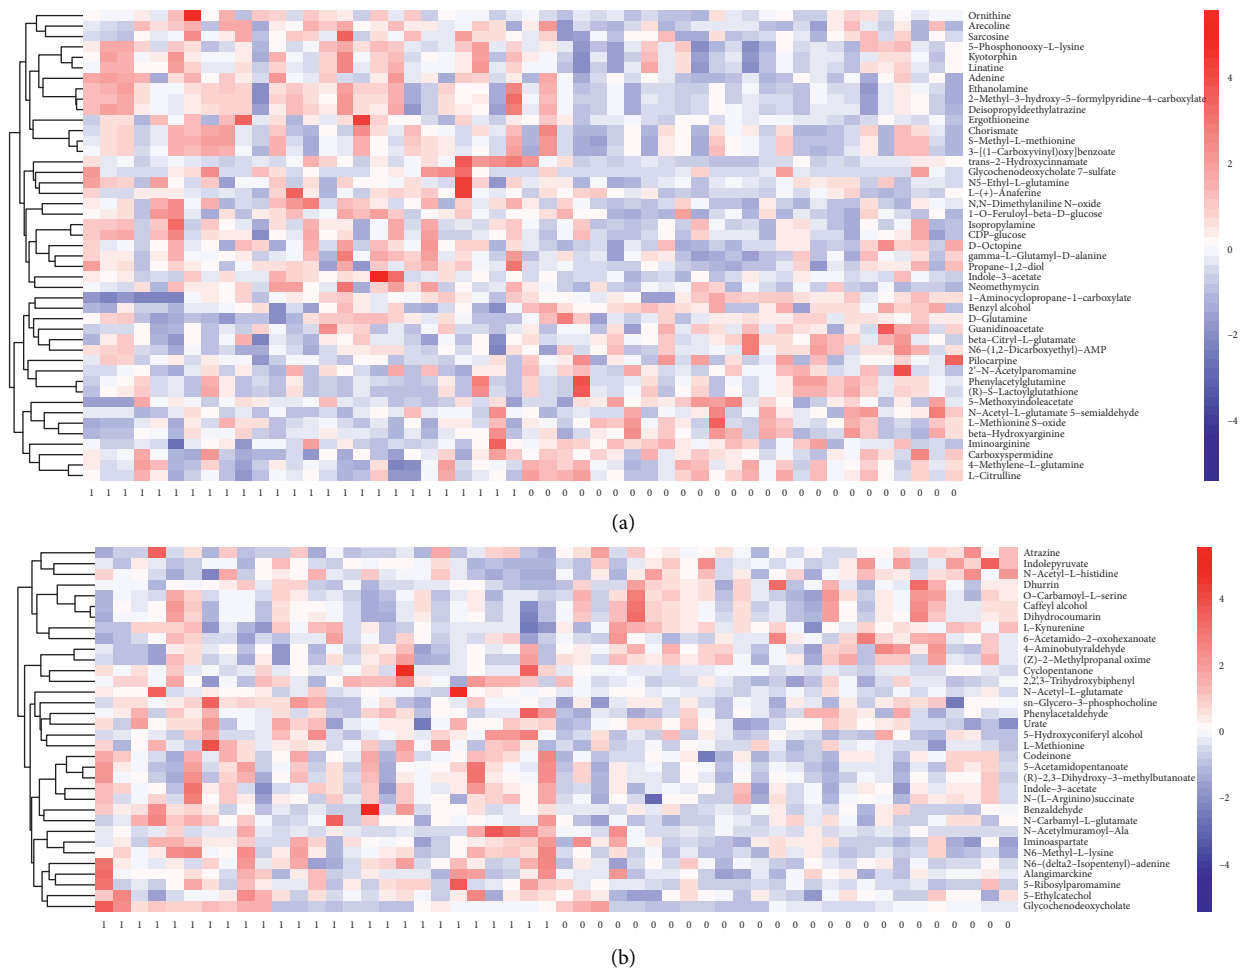 Ornithine
Arecoline
Sarcosine
5-Phosphonooxy-L-lysine
Kyotorphin
Linatine
Adenine
Ethanolamine
2-Methyl-3-hydroxy-5-formylpyridine-4-carboxylate
Deisopropyldeethylatrazine
Ergothioneine
Chorismate
S-Methyl-L-methionine
3-[(1-Carboxyvinyl)oxy]benzoate
trans-2-Hydroxycinnamate
Glycochenodeoxycholate 7-sulfate
N5-Ethyl-L-glutamine
L-(+)-Anaferine
N,N-Dimethylaniline N-oxide
1-O-Feruloyl-beta-D-glucose
Isopropylamine
CDP-glucose
D-Octopine
gamma-L-Glutamyl-D-alanine
Propane-1,2-diol
Indole-3-acetate
Neomethymycin
1-Aminocyclopropane-1-carboxylate
Benzyl alcohol
D-Glutamine
Guanidinoacetate
beta-Citryl-L-glutamate
N6-(1,2-Dicarboxyethyl)-AMP
Pilocarpine
2'-N-Acetylparomamine
Phenylacetylglutamine
(R)-S-Lactoylglutathione
5-Methoxyindoleacetate
N-Acetyl-L-glutamate 5-semialdehyde
L-Methionine S-oxide
beta-Hydroxyarginine
Iminoarginine
Carboxyspermidine
4-Methylene-L-glutamine
L-Citrulline
4
2
0
-2
-4
1 1 1 1 1 1 1 1 1 1 1 1 1 1 1 1 1 1 1 1 1 1 1 1 1 1 0 0 0 0 0 0 0 0 0 0 0 0 0 0 0 0 0 0 0 0 0 0 0 0 0 0
(a)
Atrazine
Indolepyruvate
N-Acetyl-L-histidine
Dhurrin
O-Carbamoyl-L-serine
Caffeyl alcohol
Dihydrocoumarin
L-Kynurenine
6-Acetamido-2-oxohexanoate
4-Aminobutyraldehyde
(Z)-2-Methylpropanal oxime
Cyclopentanone
2,2',3-Trihydroxybiphenyl
N-Acetyl-L-glutamate
sn-Glycero-3-phosphocholine
Phenylacetaldehyde
Urate
5-Hydroxyconiferyl alcohol
L-Methionine
Codeinone
5-Acetamidopentanoate
(R)-2,3-Dihydroxy-3-methylbutanoate
Indole-3-acetate
N-(L-Arginino)succinate
Benzaldehyde
N-Carbamyl-L-glutamate
N-Acetylmuramoyl-Ala
Iminoaspartate
N6-Methyl-L-lysine
N6-(delta2-Isopentenyl)-adenine
Alangimarckine
5-Ribosylparomamine
5-Ethylcatechol
Glycochenodeoxycholate
4
2
0
-2
-4
1 1 1 1 1 1 1 1 1 1 1 1 1 1 1 1 1 1 1 1 1 1 1 1 1 1 0 0 0 0 0 0 0 0 0 0 0 0 0 0 0 0 0 0 0 0 0 0 0 0 0 0
(b)